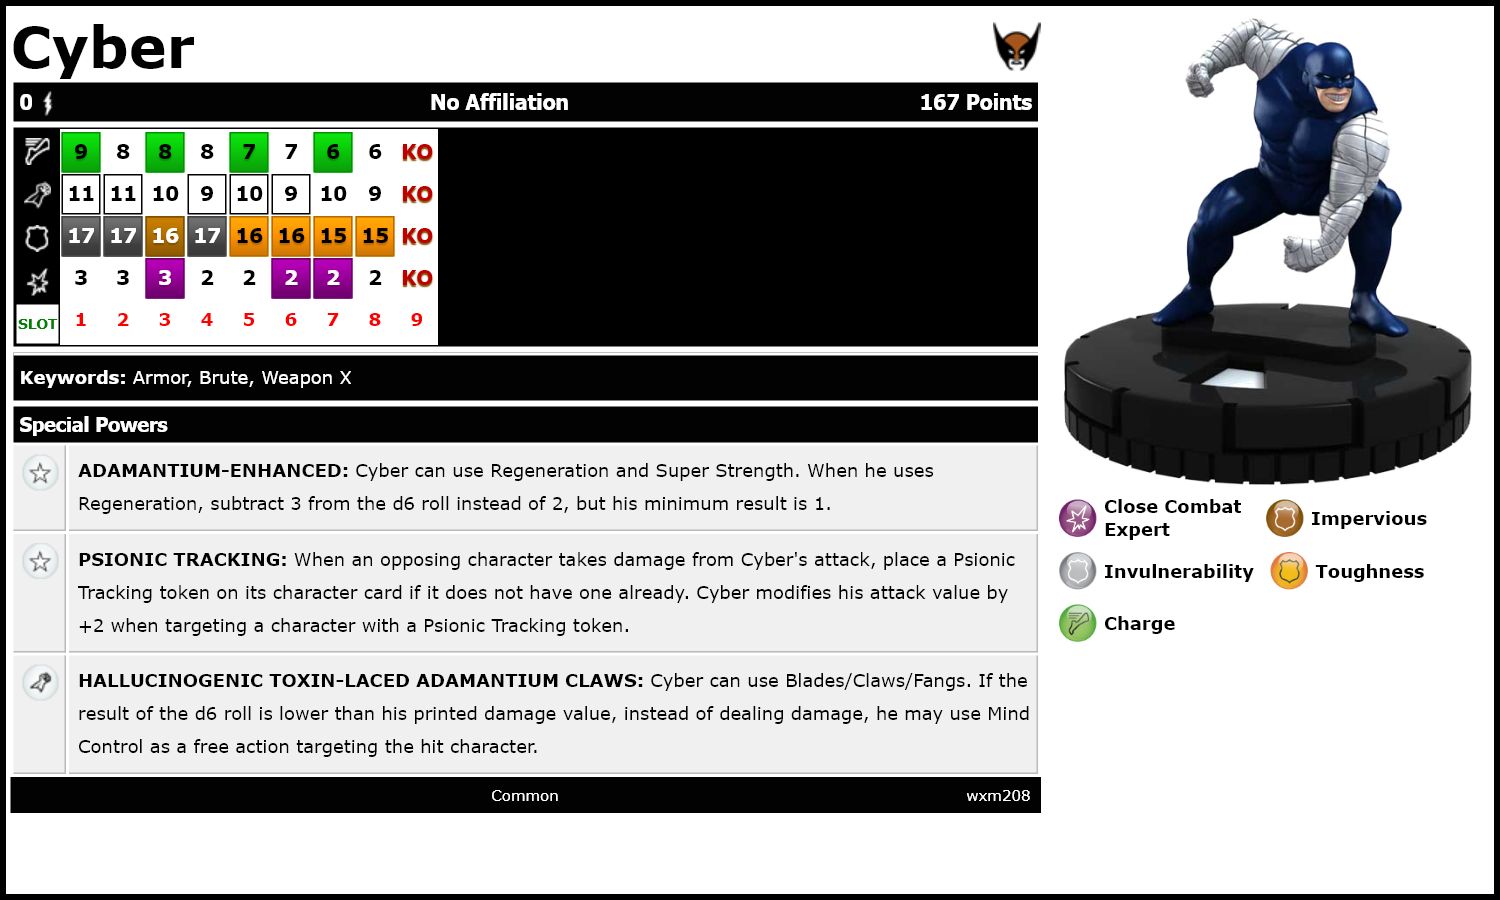 Cyber
0 No Affiliation 167 Points
9 8 8 8 7 7 6 6 KO
11 11 10 9 10 9 10 9 KO
17 17 16 17 16 16 15 15 KO
3 3 3 2 2 2 2 2 KO
SLOT 1 2 3 4 5 6 7 8 9
Keywords: Armor, Brute, Weapon X
Special Powers
ADAMANTIUM-ENHANCED: Cyber can use Regeneration and Super Strength. When he uses
Regeneration, subtract 3 from the d6 roll instead of 2, but his minimum result is 1.
PSIONIC TRACKING: When an opposing character takes damage from Cyber's attack, place a Psionic
Tracking token on its character card if it does not have one already. Cyber modifies his attack value by
+2 when targeting a character with a Psionic Tracking token.
HALLUCINOGENIC TOXIN-LACED ADAMANTIUM CLAWS: Cyber can use Blades/Claws/Fangs. If the
result of the d6 roll is lower than his printed damage value, instead of dealing damage, he may use Mind
Control as a free action targeting the hit character.
Common wxm208
Close Combat
Expert
Impervious
Invulnerability
Toughness
Charge